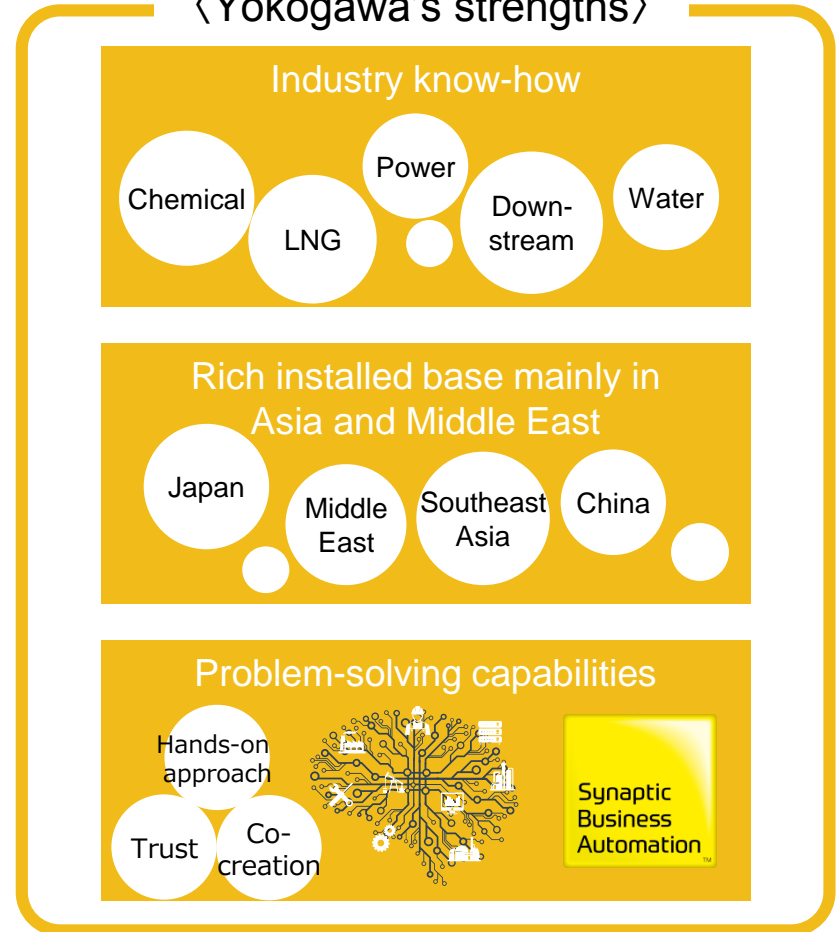 〈Yokogawa's strengths〉
Industry know-how
Chemical
LNG
Power
Down-
stream
Water
Rich installed base mainly in
Asia and Middle East
Japan
Middle
East
Southeast
Asia
China
Problem-solving capabilities
Hands-on
approach
Trust
Co-
creation
Synaptic
Business
Automation
TM